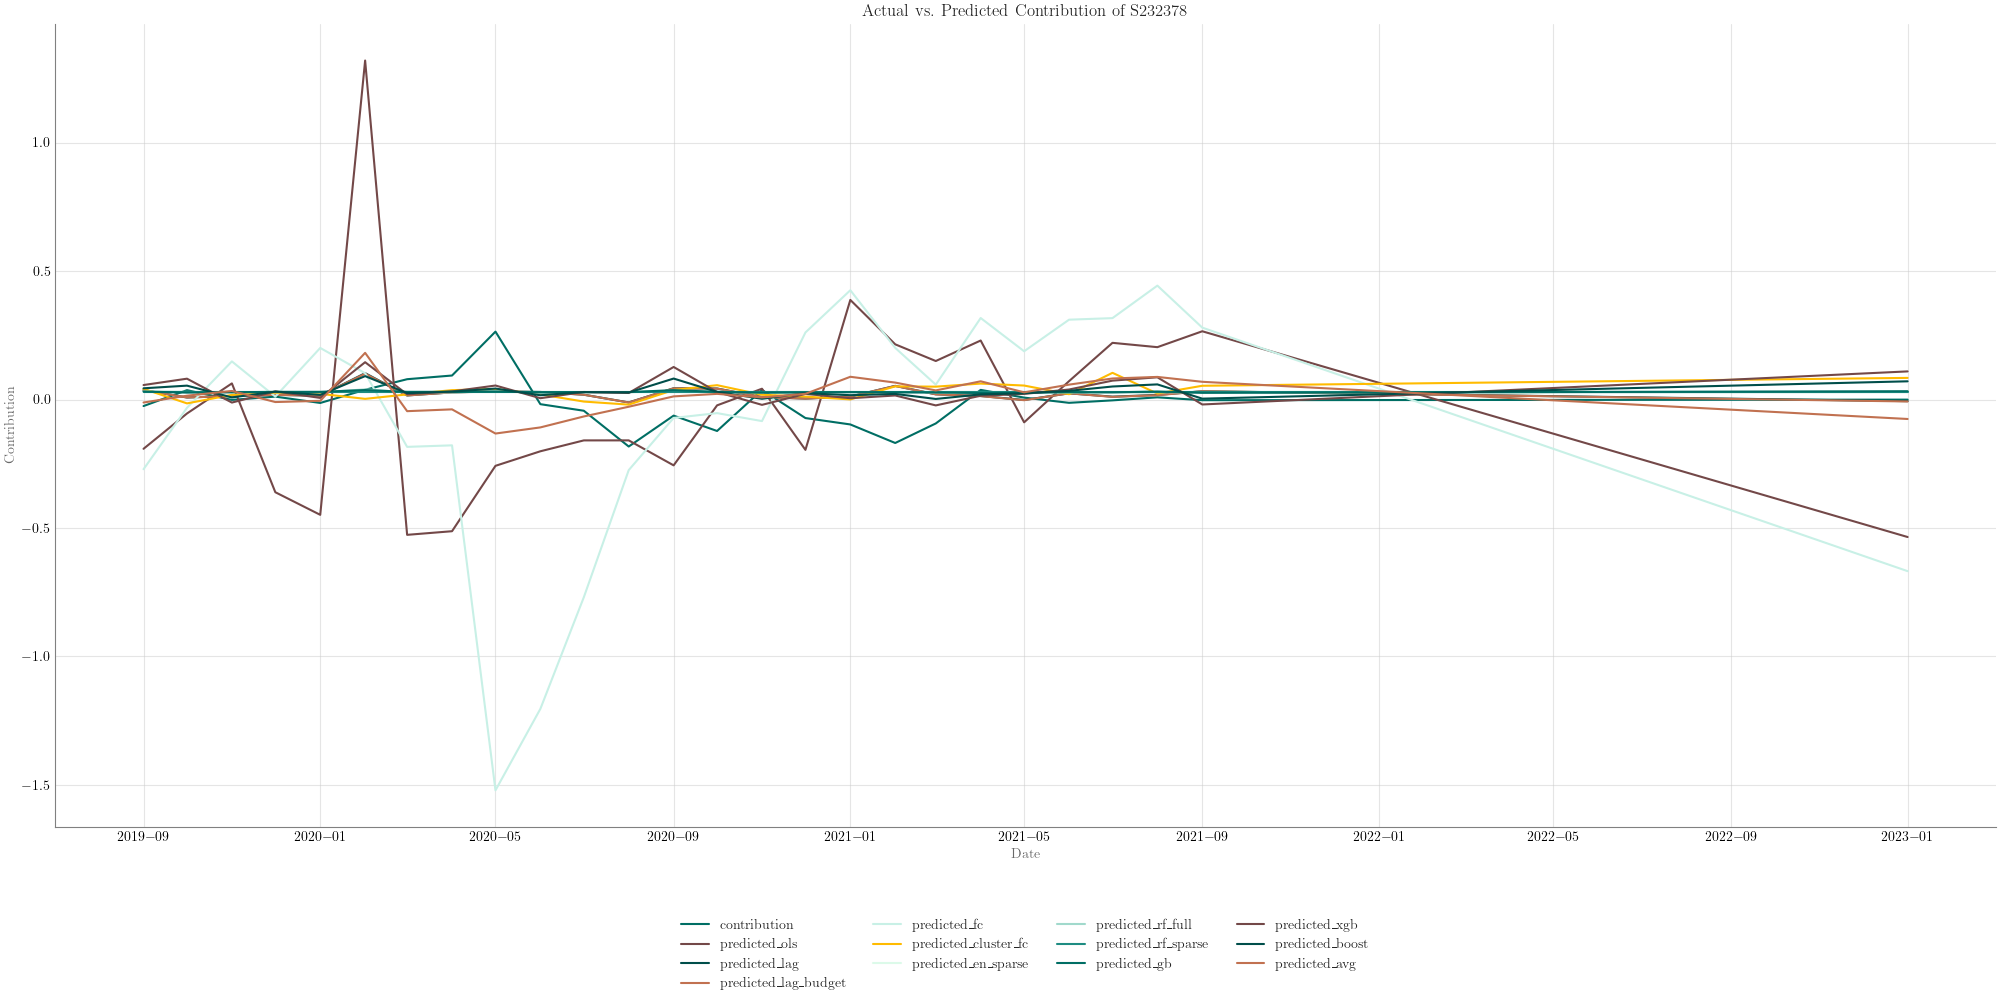 Actual vs. Predicted Contribution of S232378
Contribution
1.0
0.5
0.0
−0.5
−1.0
−1.5
2019−09 2020−01 2020−05 2020−09 2021−01 2021−05 2021−09 2022−01 2022−05 2022−09 2023−01
Date
contribution predicted_fc predicted_rf_full predicted_xgb
predicted_ols predicted_cluster_fc predicted_rf_sparse predicted_boost
predicted_lag predicted_en_sparse predicted_gb predicted_avg
predicted_lag_budget